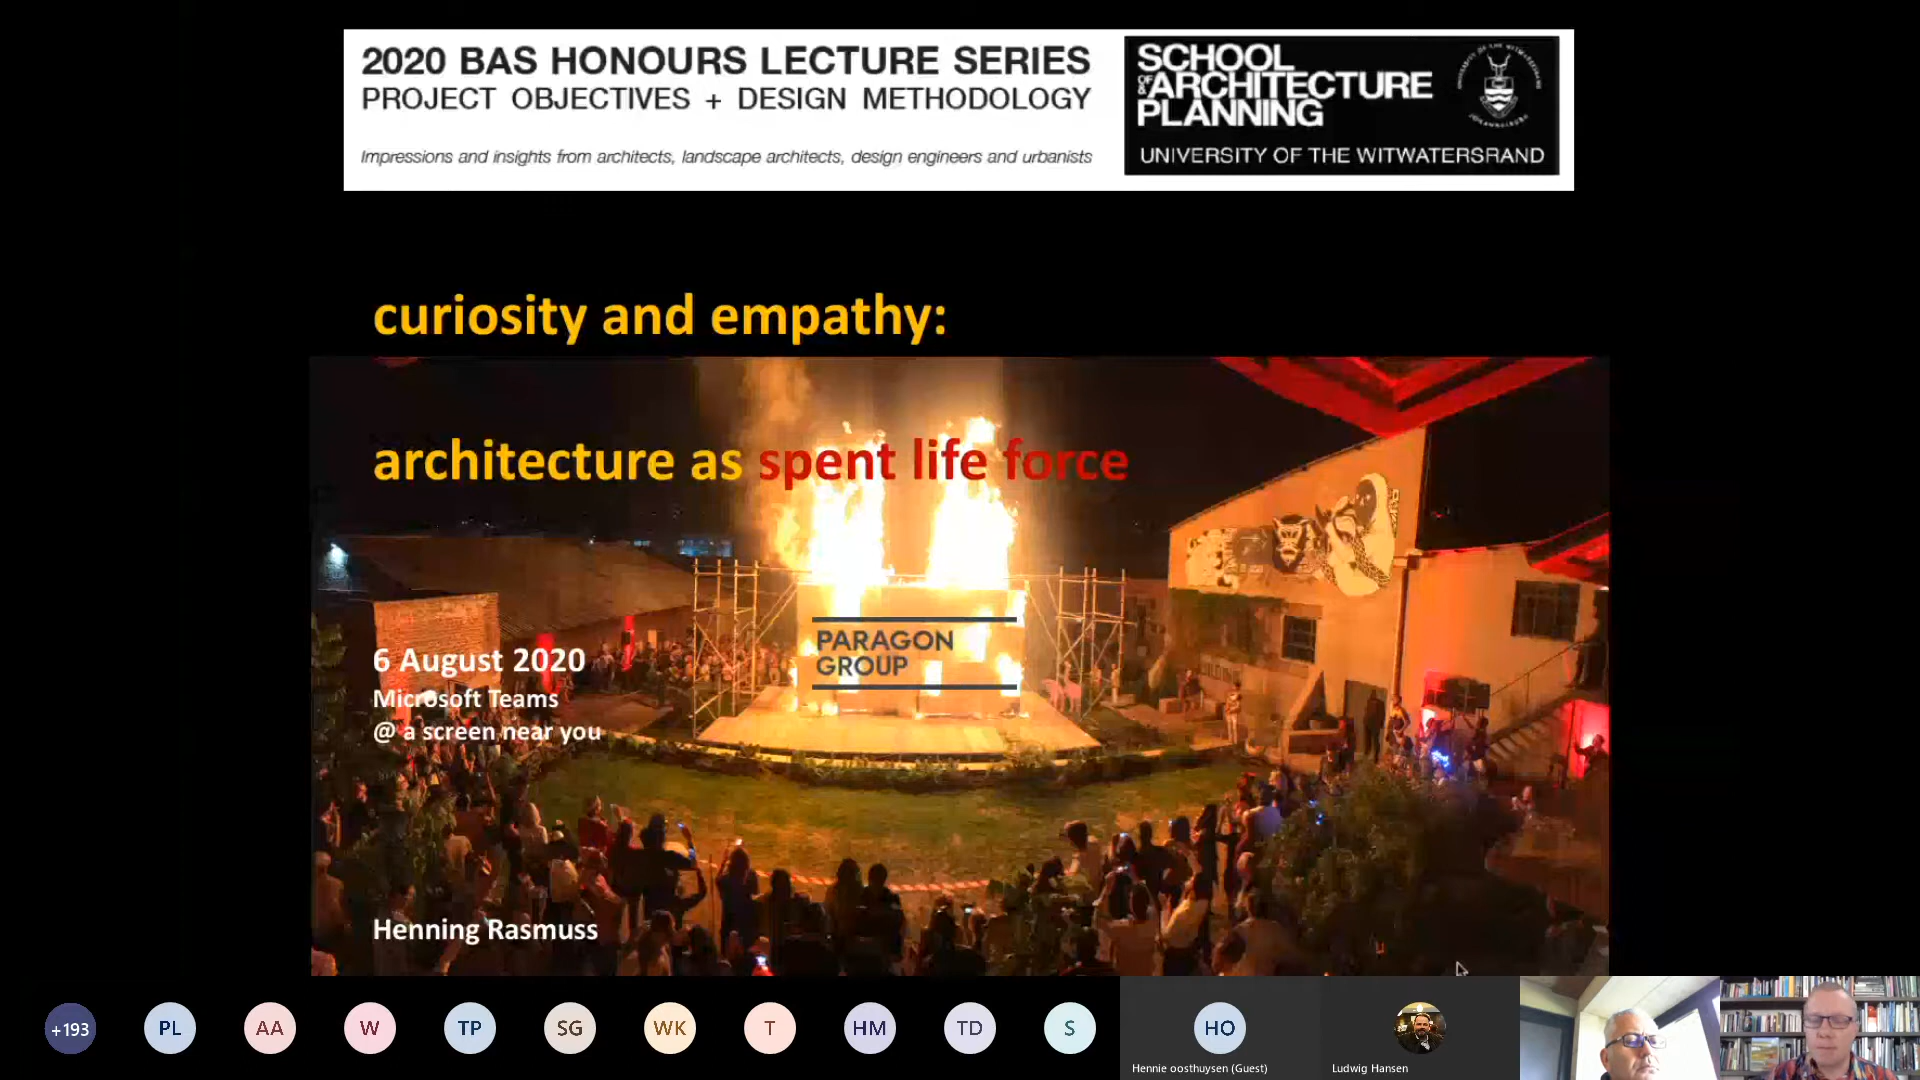 2020 BAS HONOURS LECTURE SERIES
PROJECT OBJECTIVES + DESIGN METHODOLOGY
Impressions and insights from architects, landscape architects, design engineers and urbanists
SCHOOL
OF ARCHITECTURE
& PLANNING
UNIVERSITY OF THE WITWATERSRAND
curiosity and empathy:
architecture as spent life force
PARAGON
GROUP
6 August 2020
Microsoft Teams
@ a screen near you
Henning Rasmuss
+193
PL
AA
W
TP
SG
WK
T
HM
TD
S
HO
Hennie oosthuysen (Guest)
Ludwig Hansen